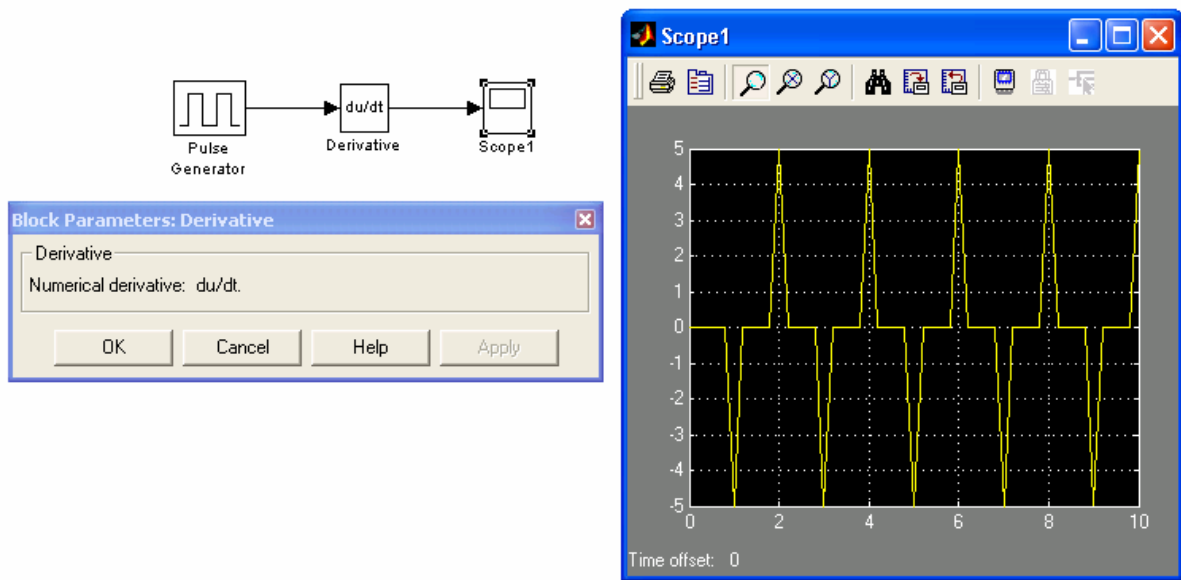 du/dt
Pulse
Generator
Derivative
Scope1
Block Parameters: Derivative
Derivative
Numerical derivative: du/dt.
OK Cancel Help Apply
Scope1
5
4
3
2
1
0
-1
-2
-3
-4
-5
0 2 4 6 8 10
Time offset: 0